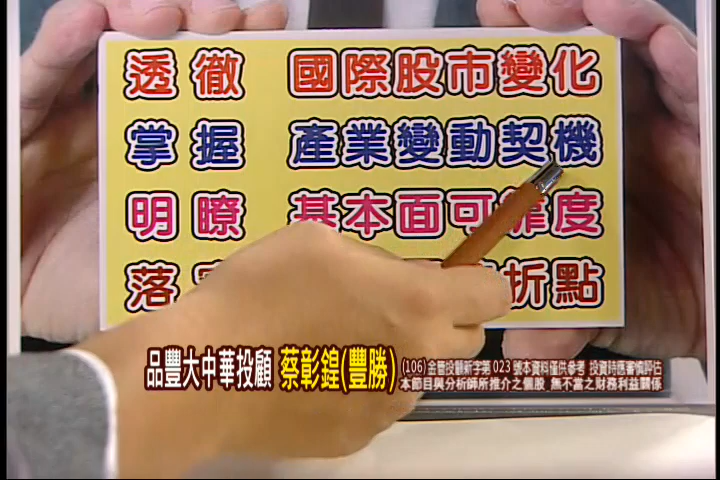 透徹 國際股市變化
掌握 產業變動契機
明瞭 基本面可靠度
落 折點
品豐大中華投顧 蔡彰鍠(豐勝)
(106)金管投顧新字第023號本資料僅供參考 投資時應審慎評估
本節目與分析師所推介之個股 無不當之財務利益關係